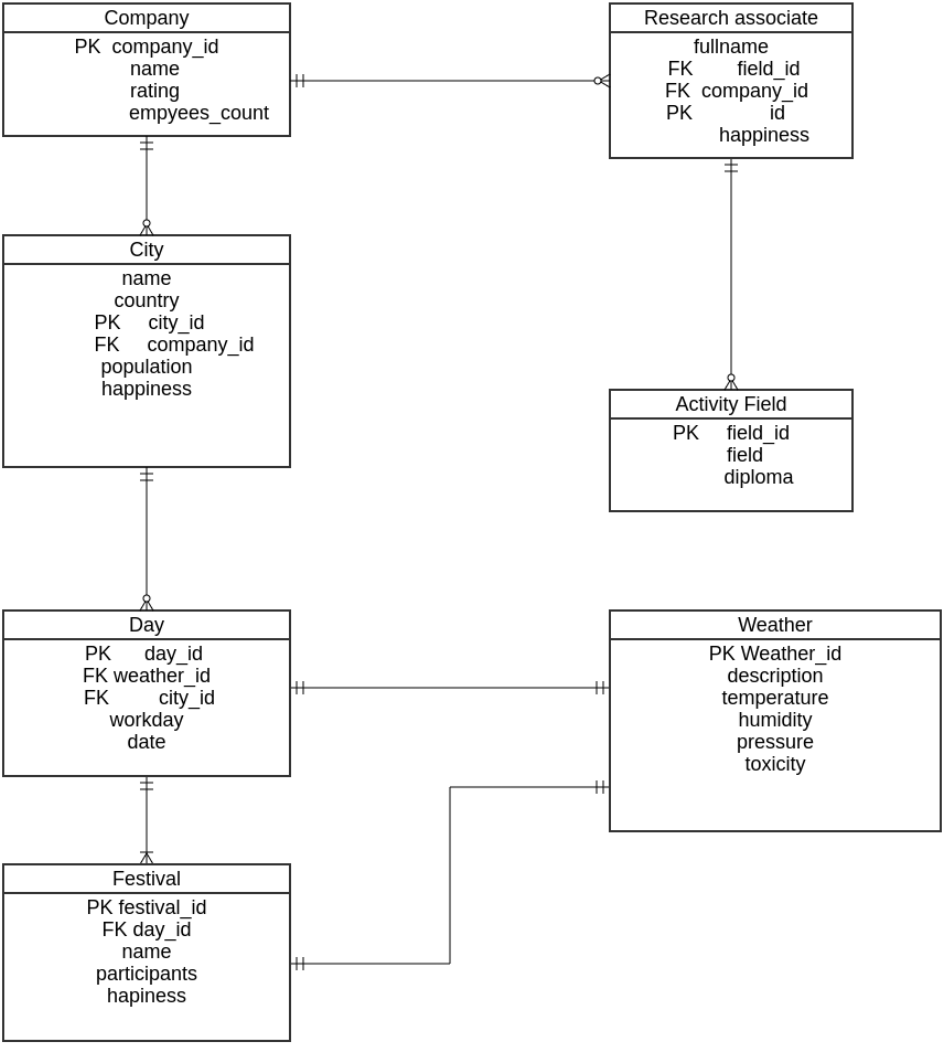 Company
PK company_id
name
rating
empyees_count
Research associate
fullname
FK field_id
FK company_id
PK id
happiness
City
name
country
PK city_id
FK company_id
population
happiness
Activity Field
PK field_id
field
diploma
Day
PK day_id
FK weather_id
FK city_id
workday
date
Weather
PK Weather_id
description
temperature
humidity
pressure
toxicity
Festival
PK festival_id
FK day_id
name
participants
hapiness